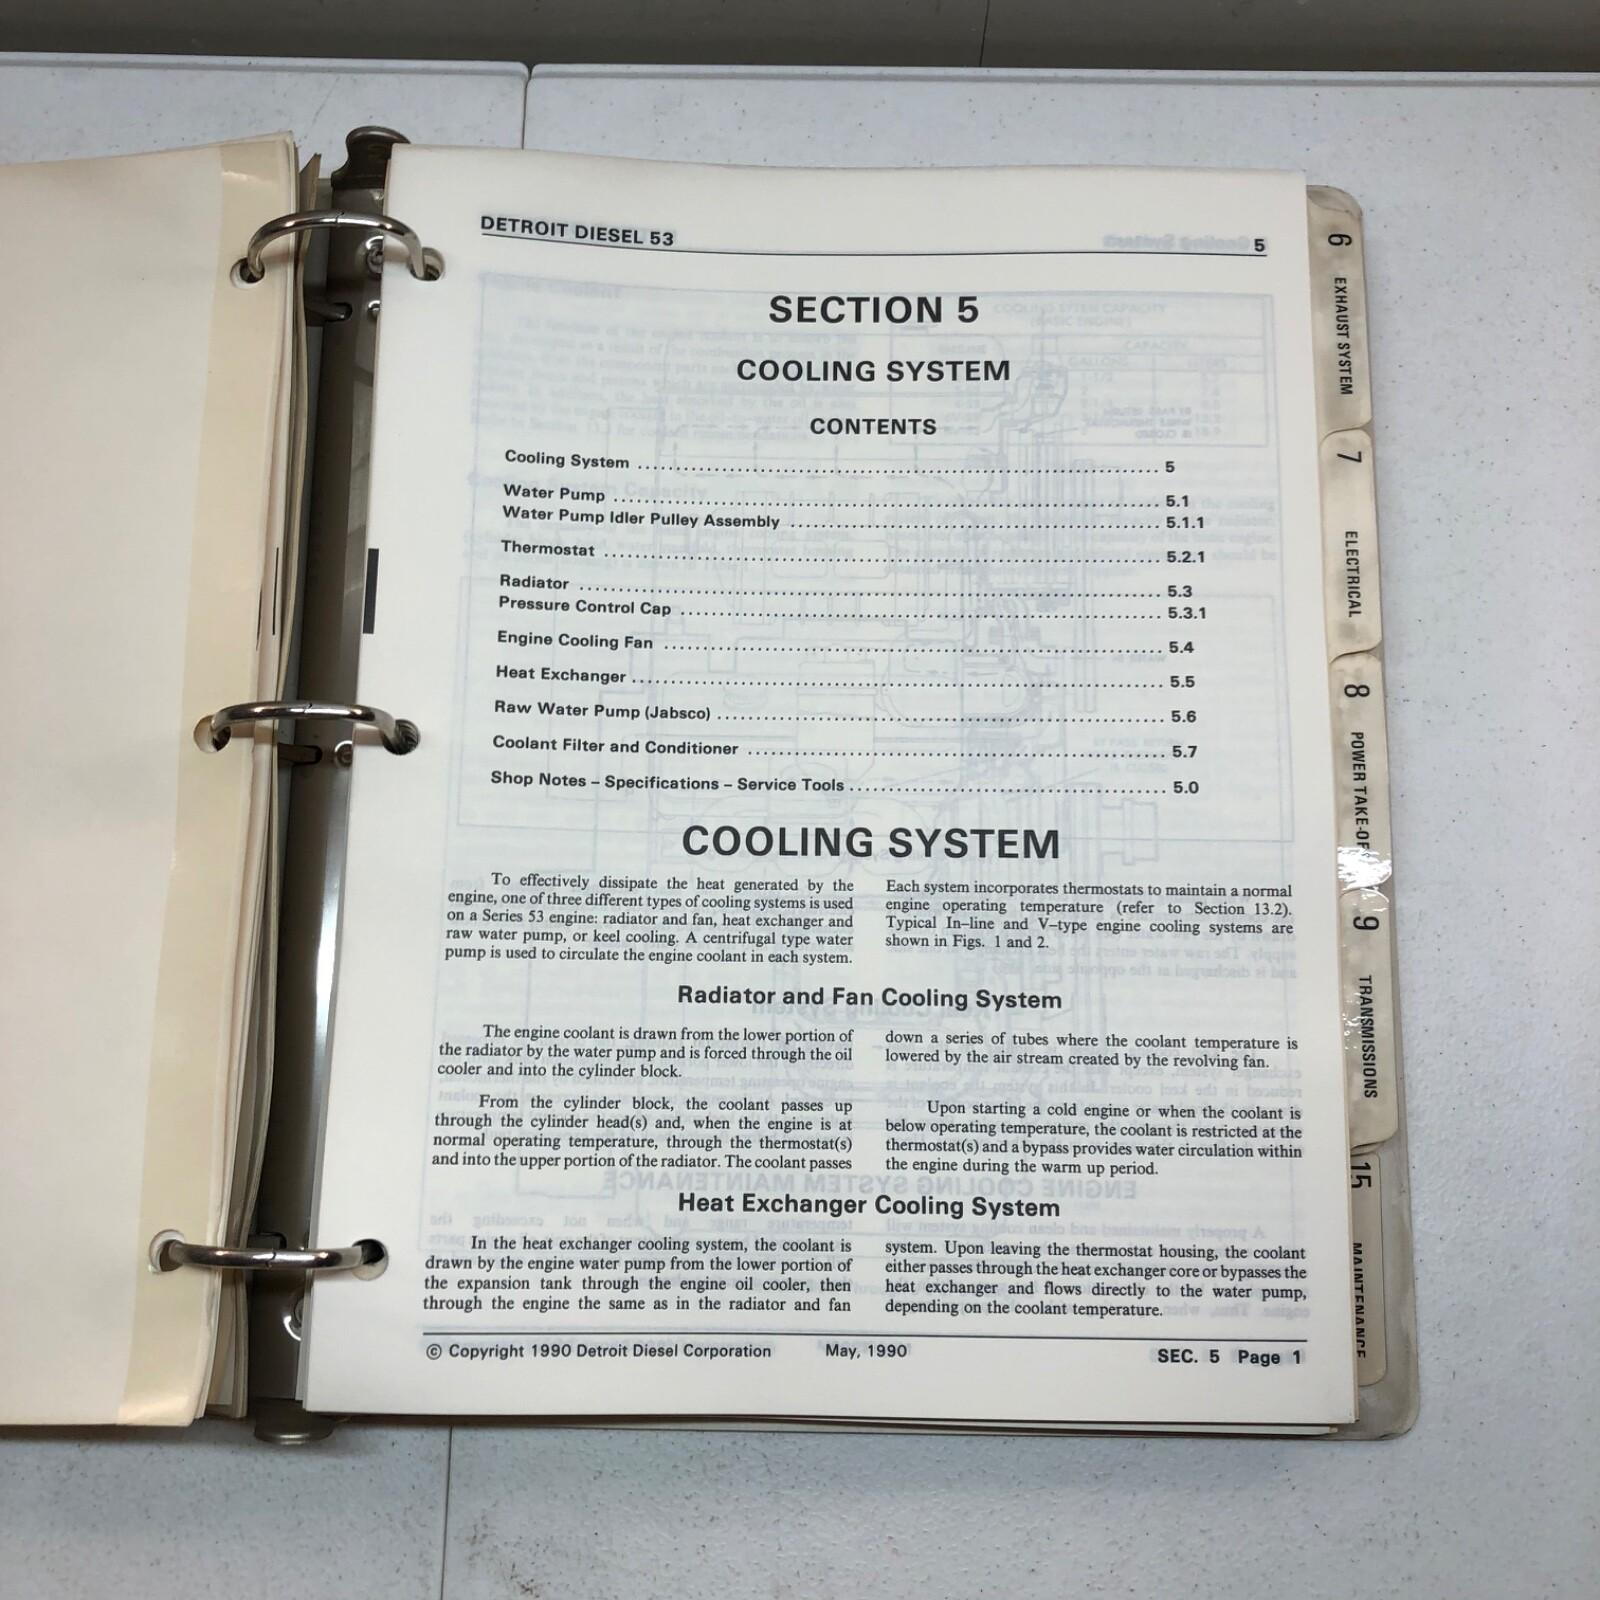 DETROIT DIESEL 53 5
SECTION 5
COOLING SYSTEM
CONTENTS
Cooling System ........ 5
Water Pump ........ 5.1
Water Pump Idler Pulley Assembly ........ 5.1.1
Thermostat ........ 5.2.1
Radiator ........ 5.3
Pressure Control Cap ........ 5.3.1
Engine Cooling Fan ........ 5.4
Heat Exchanger ........ 5.5
Raw Water Pump (Jabsco) ........ 5.6
Coolant Filter and Conditioner ........ 5.7
Shop Notes – Specifications – Service Tools ........ 5.0
COOLING SYSTEM
To effectively dissipate the heat generated by the
engine, one of three different types of cooling systems is used
on a Series 53 engine: radiator and fan, heat exchanger and
raw water pump, or keel cooling. A centrifugal type water
pump is used to circulate the engine coolant in each system.
Each system incorporates thermostats to maintain a normal
engine operating temperature (refer to Section 13.2).
Typical In–line and V–type engine cooling systems are
shown in Figs. 1 and 2.
Radiator and Fan Cooling System
The engine coolant is drawn from the lower portion of
the radiator by the water pump and is forced through the oil
cooler and into the cylinder block.
From the cylinder block, the coolant passes up
through the cylinder head(s) and, when the engine is at
normal operating temperature, through the thermostat(s)
and into the upper portion of the radiator. The coolant passes
down a series of tubes where the coolant temperature is
lowered by the air stream created by the revolving fan.
Upon starting a cold engine or when the coolant is
below operating temperature, the coolant is restricted at the
thermostat(s) and a bypass provides water circulation within
the engine during the warm up period.
Heat Exchanger Cooling System
In the heat exchanger cooling system, the coolant is
drawn by the engine water pump from the lower portion of
the expansion tank through the engine oil cooler, then
through the engine the same as in the radiator and fan
system. Upon leaving the thermostat housing, the coolant
either passes through the heat exchanger core or bypasses the
heat exchanger and flows directly to the water pump,
depending on the coolant temperature.
© Copyright 1990 Detroit Diesel Corporation May, 1990 SEC. 5 Page 1
6 EXHAUST SYSTEM
7 ELECTRICAL
8 POWER TAKE-OF
9 TRANSMISSIONS
15 MAINTENANCE